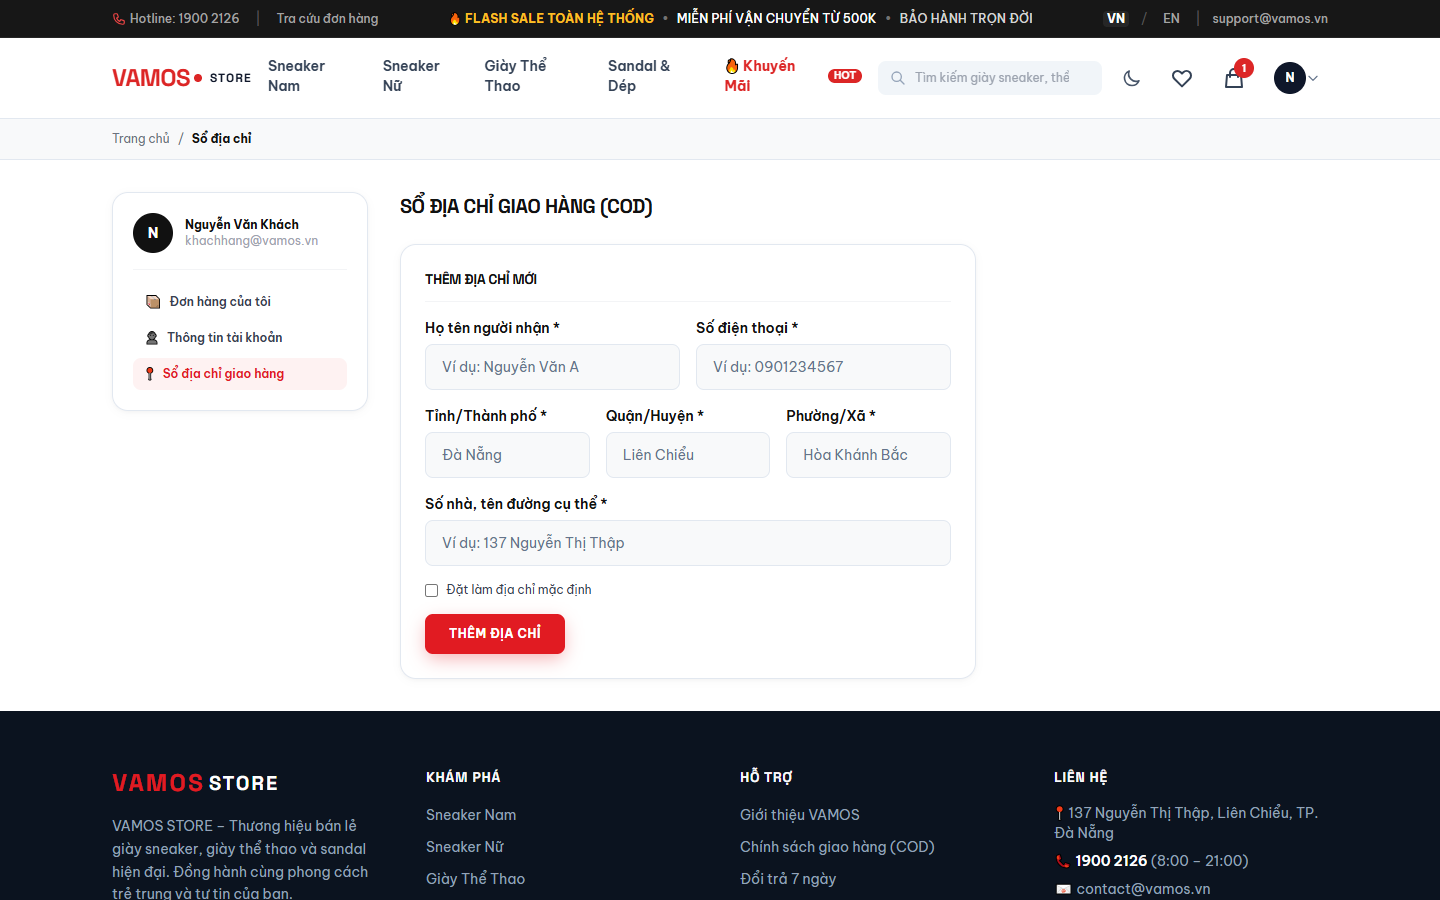 Hotline: 1900 2126 | Tra cứu đơn hàng
🔥 FLASH SALE TOÀN HỆ THỐNG • MIỄN PHÍ VẬN CHUYỂN TỪ 500K • BẢO HÀNH TRỌN ĐỜI
VN / EN | support@vamos.vn
VAMOS STORE
Sneaker Nam
Sneaker Nữ
Giày Thể Thao
Sandal & Dép
🔥 Khuyến Mãi
HOT
Tìm kiếm giày sneaker, thể
1
N
Trang chủ / Sổ địa chỉ
N
Nguyễn Văn Khách
khachhang@vamos.vn
Đơn hàng của tôi
Thông tin tài khoản
Sổ địa chỉ giao hàng
SỔ ĐỊA CHỈ GIAO HÀNG (COD)
THÊM ĐỊA CHỈ MỚI
Họ tên người nhận *
Ví dụ: Nguyễn Văn A
Số điện thoại *
Ví dụ: 0901234567
Tỉnh/Thành phố *
Đà Nẵng
Quận/Huyện *
Liên Chiểu
Phường/Xã *
Hòa Khánh Bắc
Số nhà, tên đường cụ thể *
Ví dụ: 137 Nguyễn Thị Thập
Đặt làm địa chỉ mặc định
THÊM ĐỊA CHỈ
VAMOS STORE
VAMOS STORE – Thương hiệu bán lẻ
giày sneaker, giày thể thao và sandal
hiện đại. Đồng hành cùng phong cách
trẻ trung và tự tin của bạn.
KHÁM PHÁ
Sneaker Nam
Sneaker Nữ
Giày Thể Thao
HỖ TRỢ
Giới thiệu VAMOS
Chính sách giao hàng (COD)
Đổi trả 7 ngày
LIÊN HỆ
📍 137 Nguyễn Thị Thập, Liên Chiểu, TP.
Đà Nẵng
📞 1900 2126 (8:00 – 21:00)
contact@vamos.vn